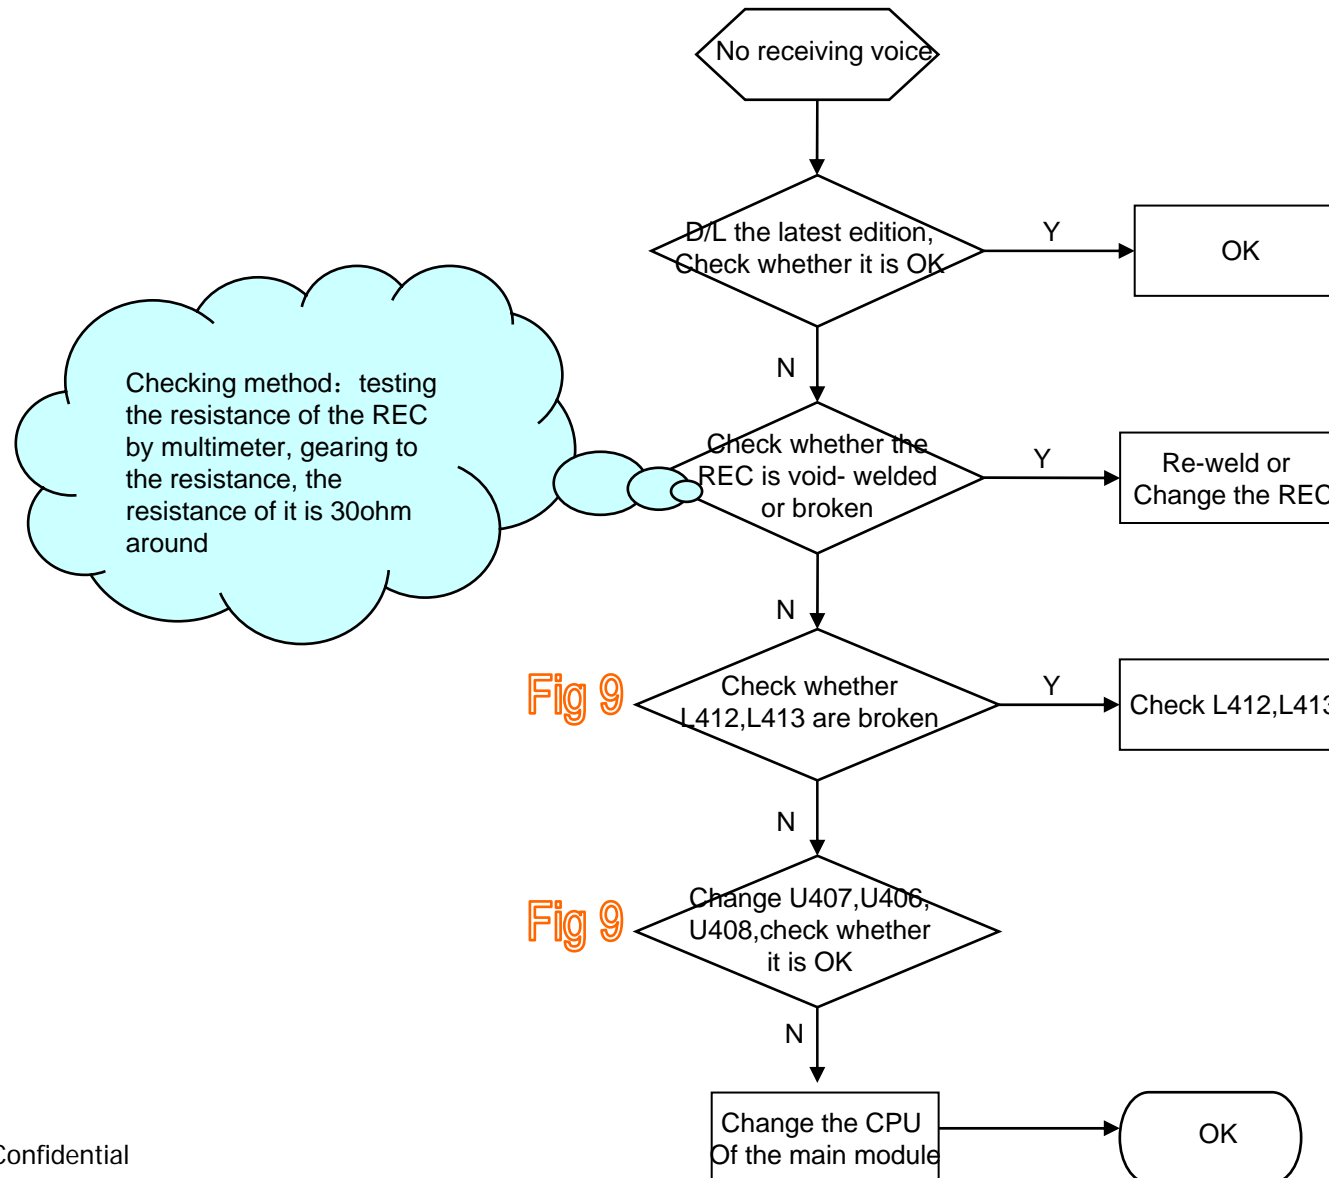 No receiving voice
D/L the latest edition,
Check whether it is OK
Y
OK
N
Checking method：testing
the resistance of the REC
by multimeter, gearing to
the resistance, the
resistance of it is 30ohm
around
Check whether the
REC is void- welded
or broken
Y
Re-weld or
Change the REC
N
Fig 9
Check whether
L412,L413 are broken
Y
Check L412,L413
N
Fig 9
Change U407,U406,
U408,check whether
it is OK
N
Change the CPU
Of the main module
OK
Confidential